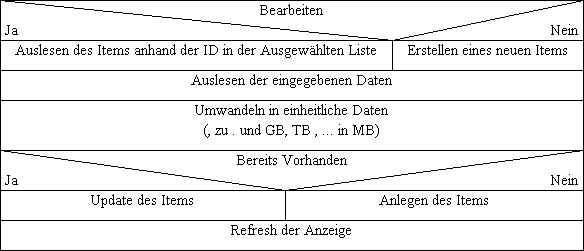 Bearbeiten
Ja Nein
Auslesen des Items anhand der ID in der Ausgewählten Liste Erstellen eines neuen Items
Auslesen der eingegebenen Daten
Umwandeln in einheitliche Daten
(, zu . und GB, TB , ... in MB)
Bereits Vorhanden
Ja Nein
Update des Items Anlegen des Items
Refresh der Anzeige